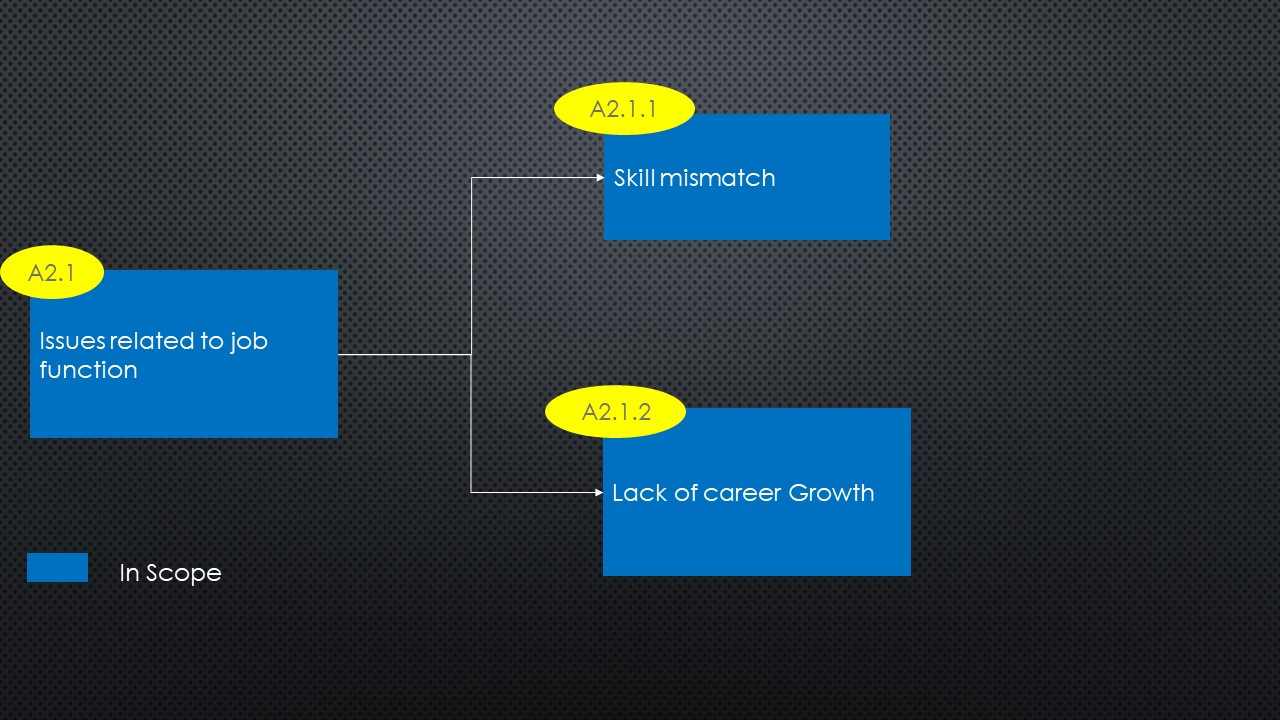 A2.1.1
Skill mismatch
A2.1
Issues related to job
function
A2.1.2
Lack of career Growth
In Scope